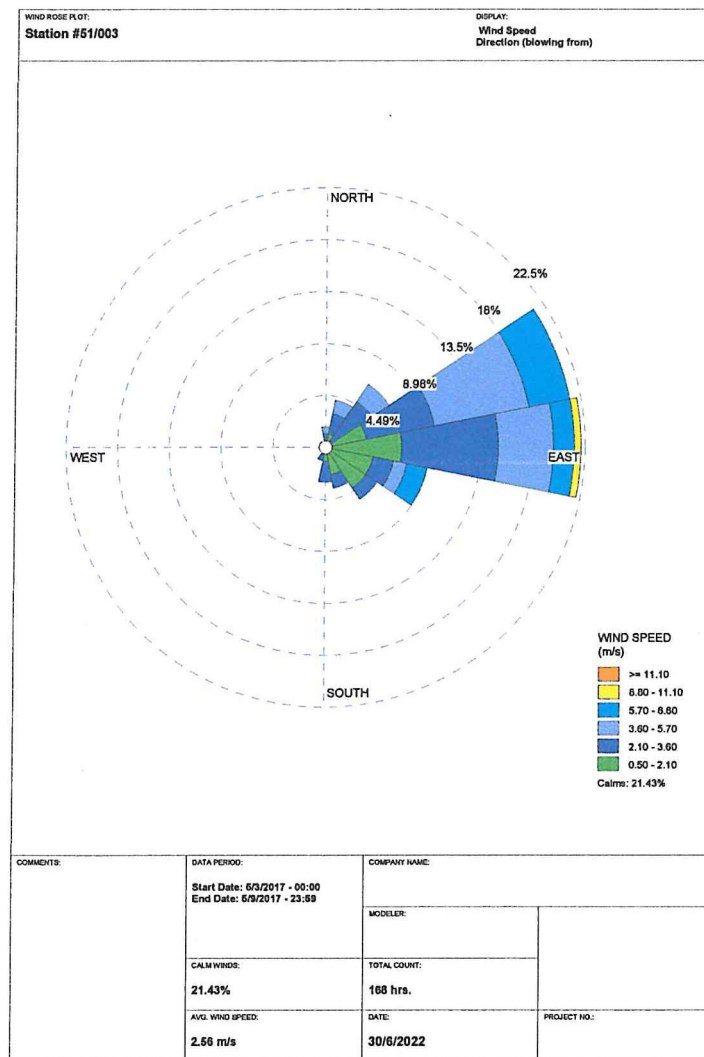 WIND ROSE PLOT:
Station #51/003
DISPLAY:
Wind Speed
Direction (blowing from)
NORTH
22.5%
18%
13.5%
8.98%
4.49%
WEST
EAST
SOUTH
WIND SPEED
(m/s)
>= 11.10
8.80 - 11.10
5.70 - 8.80
3.60 - 5.70
2.10 - 3.60
0.50 - 2.10
Calms: 21.43%
COMMENTS:
DATA PERIOD:
Start Date: 5/3/2017 - 00:00
End Date: 5/9/2017 - 23:59
COMPANY NAME:
MODELER:
CALM WINDS:
21.43%
TOTAL COUNT:
168 hrs.
AVG. WIND SPEED:
2.56 m/s
DATE:
30/6/2022
PROJECT NO.: